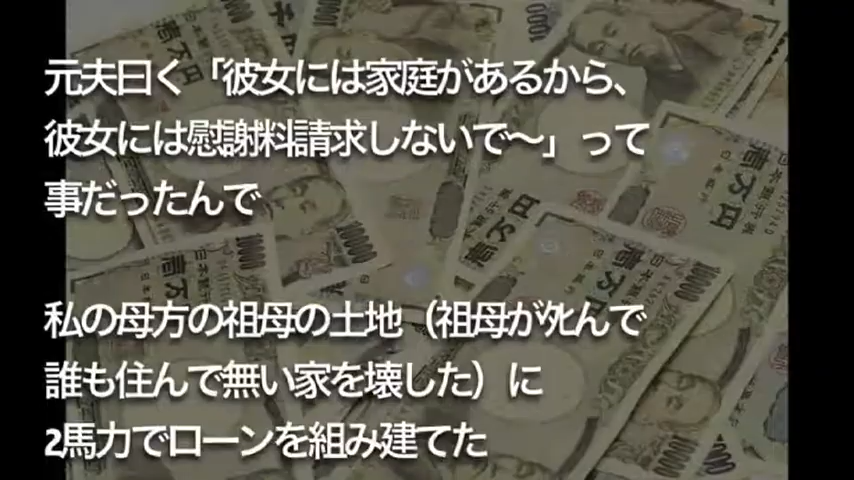 元夫曰く「彼女には家庭があるから、
彼女には慰謝料請求しないで～」って
事だったんで
私の母方の祖母の土地（祖母が死んで
誰も住んで無い家を壊した）に
2馬力でローンを組み建てた